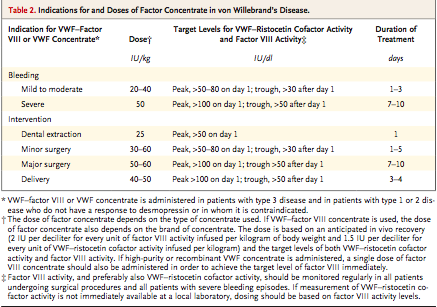 Table 2. Indications for and Doses of Factor Concentrate in von Willebrand's Disease.
Indication for VWF–Factor VIII or VWF Concentrate* Dose† Target Levels for VWF–Ristocetin Cofactor Activity and Factor VIII Activity‡ Duration of Treatment
IU/kg IU/dl days
Bleeding
Mild to moderate 20–40 Peak, >50–80 on day 1; trough, >30 after day 1 1–3
Severe 50 Peak, >100 on day 1; trough, >50 after day 1 7–10
Intervention
Dental extraction 25 Peak, >50 on day 1 1
Minor surgery 30–60 Peak, >50–80 on day 1; trough, >30 after day 1 1–5
Major surgery 50–60 Peak, >100 on day 1; trough, >50 after day 1 7–10
Delivery 40–50 Peak >100 on day 1; trough, >50 after day 1 3–4
* VWF–factor VIII or VWF concentrate is administered in patients with type 3 disease and in patients with type 1 or 2 dis-
ease who do not have a response to desmopressin or in whom it is contraindicated.
† The dose of factor concentrate depends on the type of concentrate used. If VWF–factor VIII concentrate is used, the dose
of factor concentrate also depends on the brand of concentrate. The dose is based on an anticipated in vivo recovery
(2 IU per deciliter for every unit of factor VIII activity infused per kilogram of body weight and 1.5 IU per deciliter for
every unit of VWF–ristocetin cofactor activity infused per kilogram) and the target levels of both VWF–ristocetin cofactor
activity and factor VIII activity. If high-purity or recombinant VWF concentrate is administered, a single dose of factor
VIII concentrate should also be administered in order to achieve the target level of factor VIII immediately.
‡ Factor VIII activity, and preferably also VWF–ristocetin cofactor activity, should be monitored regularly in all patients
undergoing surgical procedures and all patients with severe bleeding episodes. If measurement of VWF–ristocetin cofac-
tor activity is not immediately available at a local laboratory, dosing should be based on factor VIII activity levels.